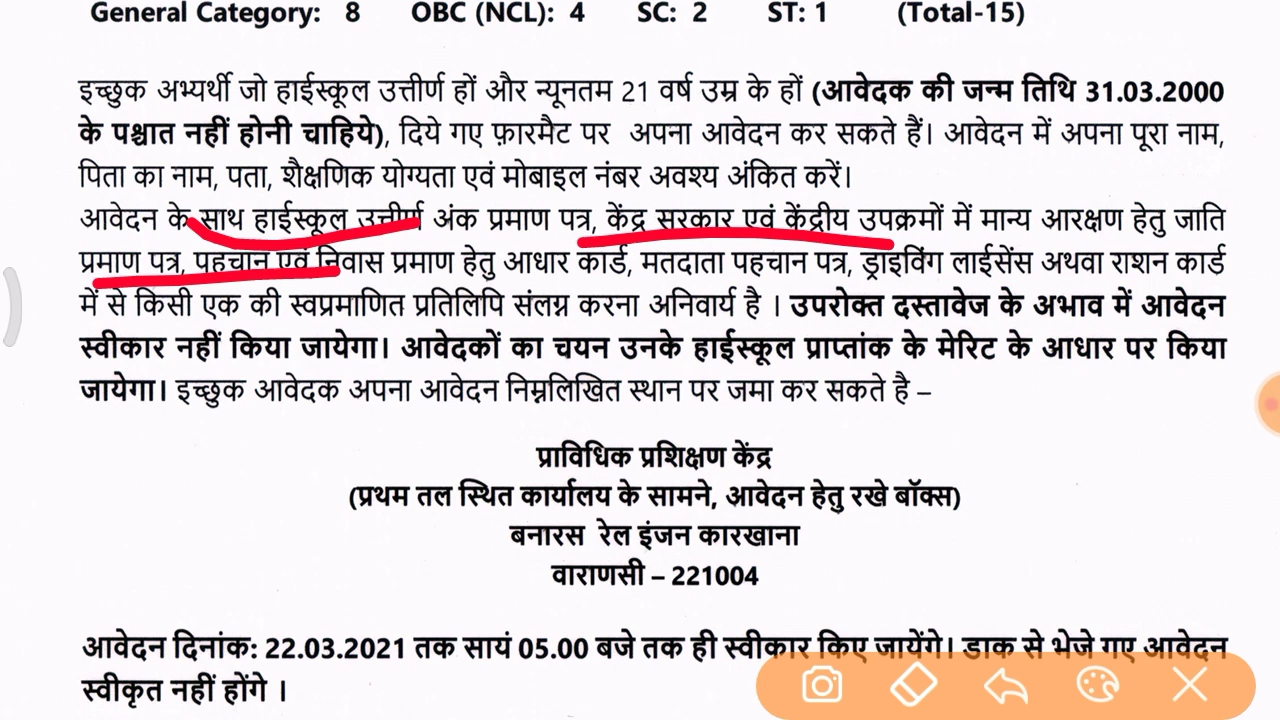 General Category: 8 OBC (NCL): 4 SC: 2 ST: 1 (Total-15)
इच्छुक अभ्यर्थी जो हाईस्कूल उत्तीर्ण हों और न्यूनतम 21 वर्ष उम्र के हों (आवेदक की जन्म तिथि 31.03.2000
के पश्चात नहीं होनी चाहिये), दिये गए फ़ारमैट पर अपना आवेदन कर सकते हैं। आवेदन में अपना पूरा नाम,
पिता का नाम, पता, शैक्षणिक योग्यता एवं मोबाइल नंबर अवश्य अंकित करें।
आवेदन के साथ हाईस्कूल उत्तीर्ण अंक प्रमाण पत्र, केंद्र सरकार एवं केंद्रीय उपक्रमों में मान्य आरक्षण हेतु जाति
प्रमाण पत्र, पहचान एवं निवास प्रमाण हेतु आधार कार्ड, मतदाता पहचान पत्र, ड्राइविंग लाईसेंस अथवा राशन कार्ड
में से किसी एक की स्वप्रमाणित प्रतिलिपि संलग्न करना अनिवार्य है । उपरोक्त दस्तावेज के अभाव में आवेदन
स्वीकार नहीं किया जायेगा। आवेदकों का चयन उनके हाईस्कूल प्राप्तांक के मेरिट के आधार पर किया
जायेगा। इच्छुक आवेदक अपना आवेदन निम्नलिखित स्थान पर जमा कर सकते है –
प्राविधिक प्रशिक्षण केंद्र
(प्रथम तल स्थित कार्यालय के सामने, आवेदन हेतु रखे बॉक्स)
बनारस रेल इंजन कारखाना
वाराणसी – 221004
आवेदन दिनांक: 22.03.2021 तक सायं 05.00 बजे तक ही स्वीकार किए जायेंगे। डाक से भेजे गए आवेदन
स्वीकृत नहीं होंगे ।